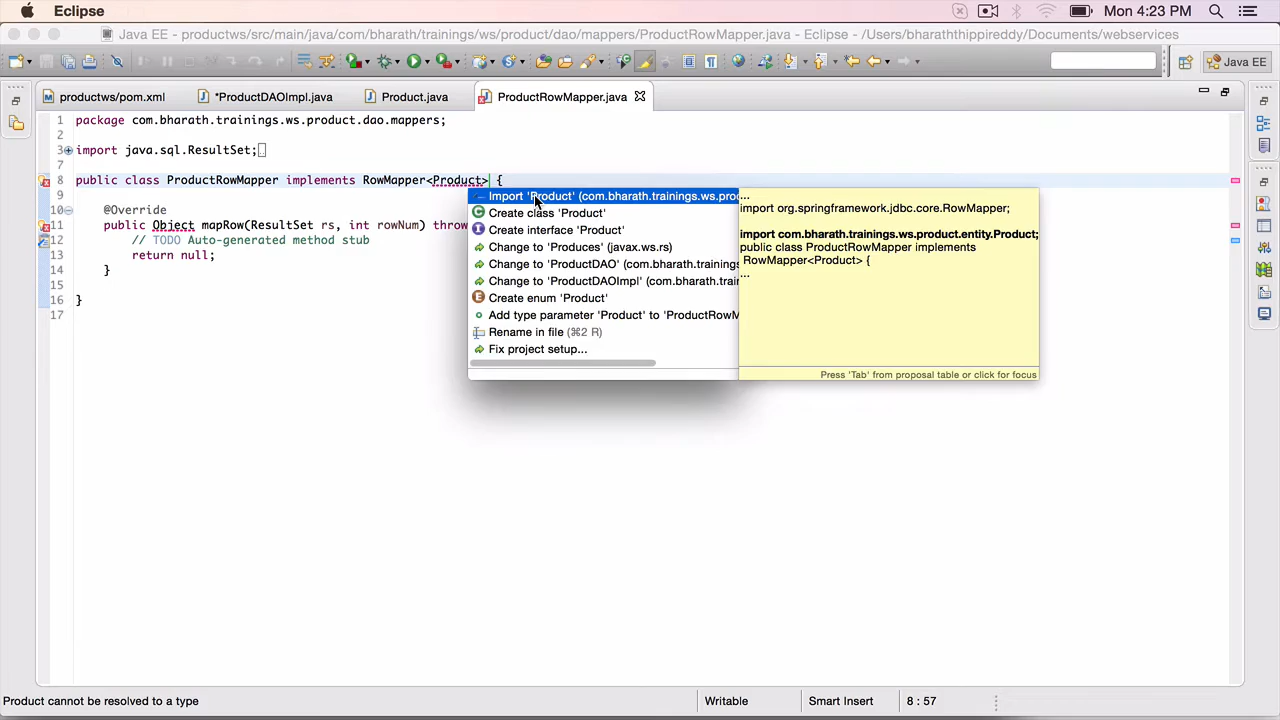 Eclipse
Mon 4:23 PM
Java EE - productws/src/main/java/com/bharath/trainings/ws/product/dao/mappers/ProductRowMapper.java - Eclipse - /Users/bharaththippireddy/Documents/webservices
Java EE
productws/pom.xml
*ProductDAOImpl.java
Product.java
ProductRowMapper.java
1 package com.bharath.trainings.ws.product.dao.mappers;
2
3 import java.sql.ResultSet;
7
8 public class ProductRowMapper implements RowMapper<Product> {
9
10 @Override
11 public Object mapRow(ResultSet rs, int rowNum) throw
12 // TODO Auto-generated method stub
13 return null;
14 }
15
16 }
17
Import 'Product' (com.bharath.trainings.ws.proc
Create class 'Product'
Create interface 'Product'
Change to 'Produces' (javax.ws.rs)
Change to 'ProductDAO' (com.bharath.trainings
Change to 'ProductDAOImpl' (com.bharath.trair
Create enum 'Product'
Add type parameter 'Product' to 'ProductRowM
Rename in file (⌘2 R)
Fix project setup...
...
import org.springframework.jdbc.core.RowMapper;
import com.bharath.trainings.ws.product.entity.Product;
public class ProductRowMapper implements
RowMapper<Product> {
...
Press 'Tab' from proposal table or click for focus
Product cannot be resolved to a type
Writable
Smart Insert
8 : 57